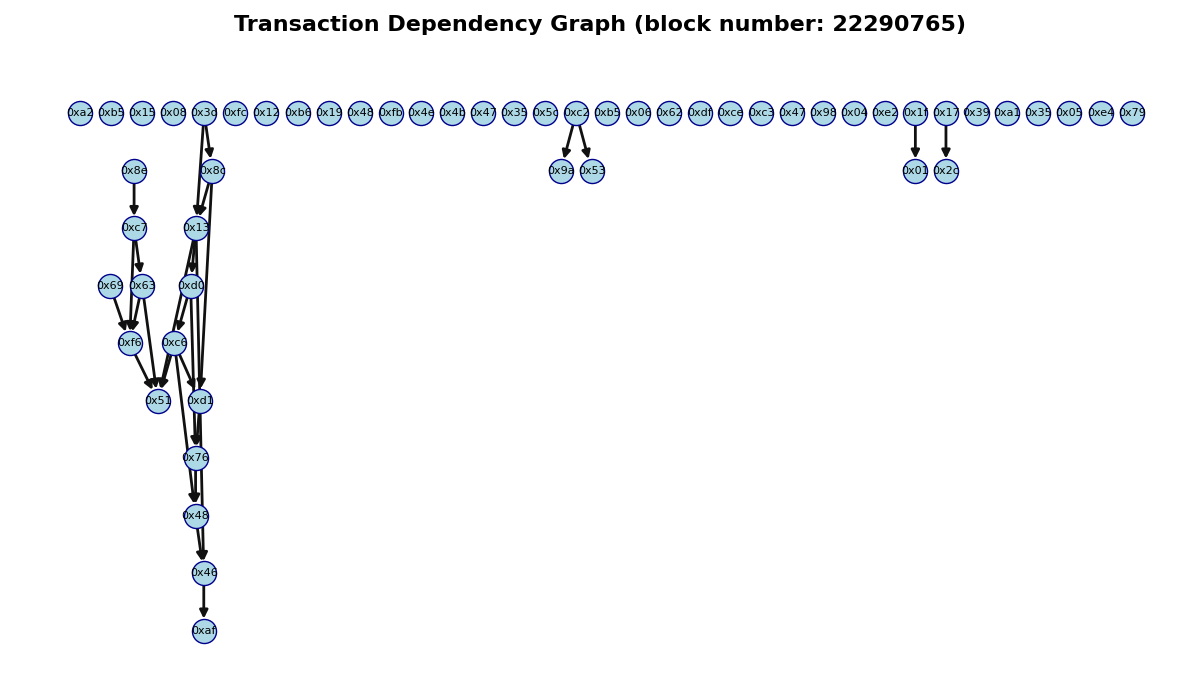 Transaction Dependency Graph (block number: 22290765)
0xa2 0xb5 0x15 0x08 0x3c 0xfc 0x12 0xb6 0x19 0x48 0xfb 0x4e 0x4b 0x47 0x35 0x5c 0xc2 0xb5 0x06 0x62 0xdf 0xce 0xc3 0x47 0x98 0x04 0xe2 0x1f 0x17 0x39 0xa1 0x35 0x05 0xe4 0x79
0x8e 0x8c 0x9a 0x53 0x01 0x2c
0xc7 0x13
0x69 0x63 0xd0
0xf6 0xc6
0x51 0xd1
0x76
0x48
0x46
0xaf